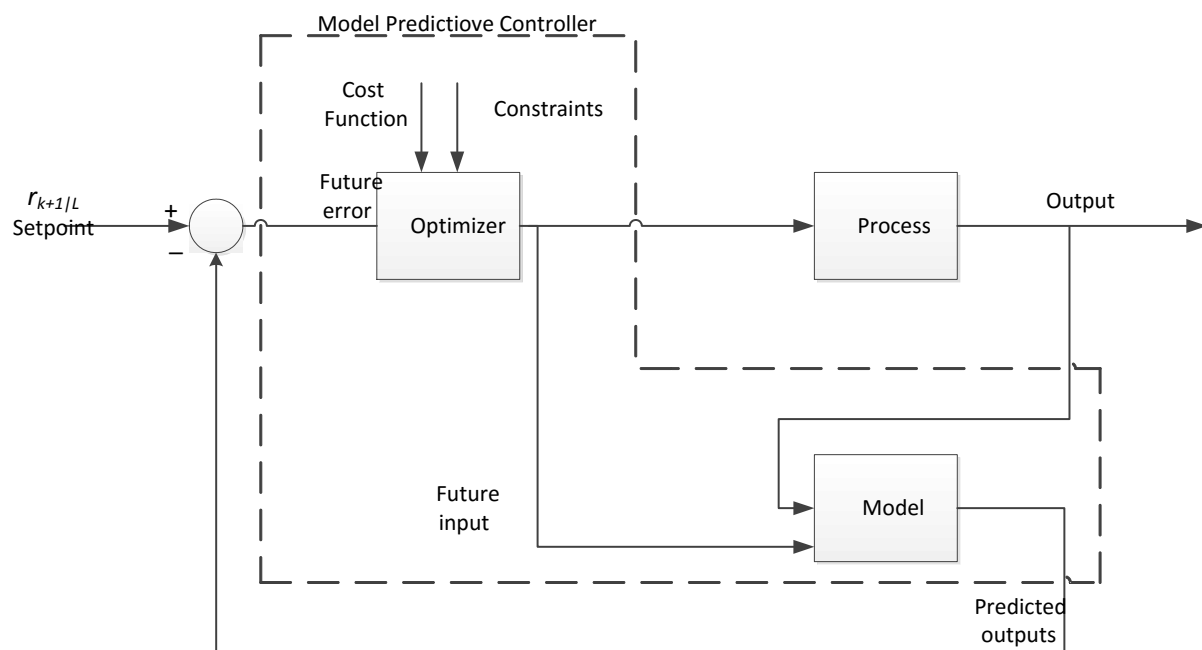 Model Predictiove Controller
Cost
Function
Constraints
r_{k+1|L}
Setpoint
+
−
Future
error
Optimizer
Process
Output
Future
input
Model
Predicted
outputs